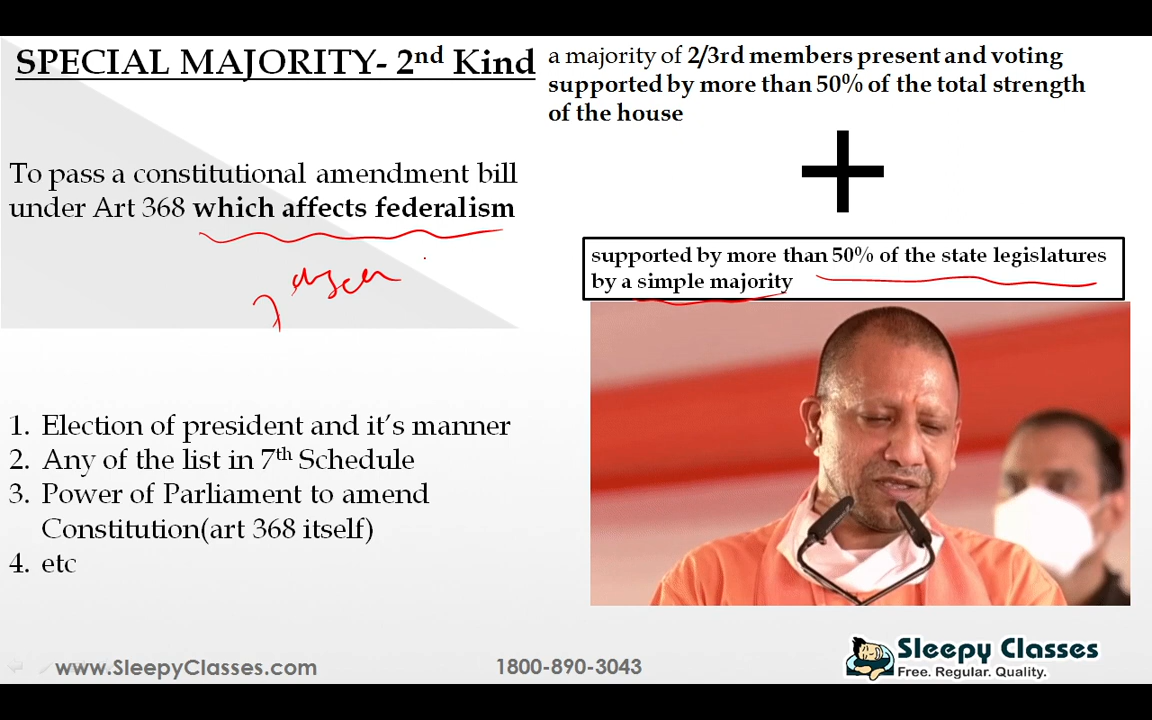 SPECIAL MAJORITY- 2nd Kind
a majority of 2/3rd members present and voting
supported by more than 50% of the total strength
of the house
To pass a constitutional amendment bill
under Art 368 which affects federalism
supported by more than 50% of the state legislatures
by a simple majority
1. Election of president and it's manner
2. Any of the list in 7th Schedule
3. Power of Parliament to amend
Constitution(art 368 itself)
4. etc
www.SleepyClasses.com
1800-890-3043
Sleepy Classes
Free. Regular. Quality.